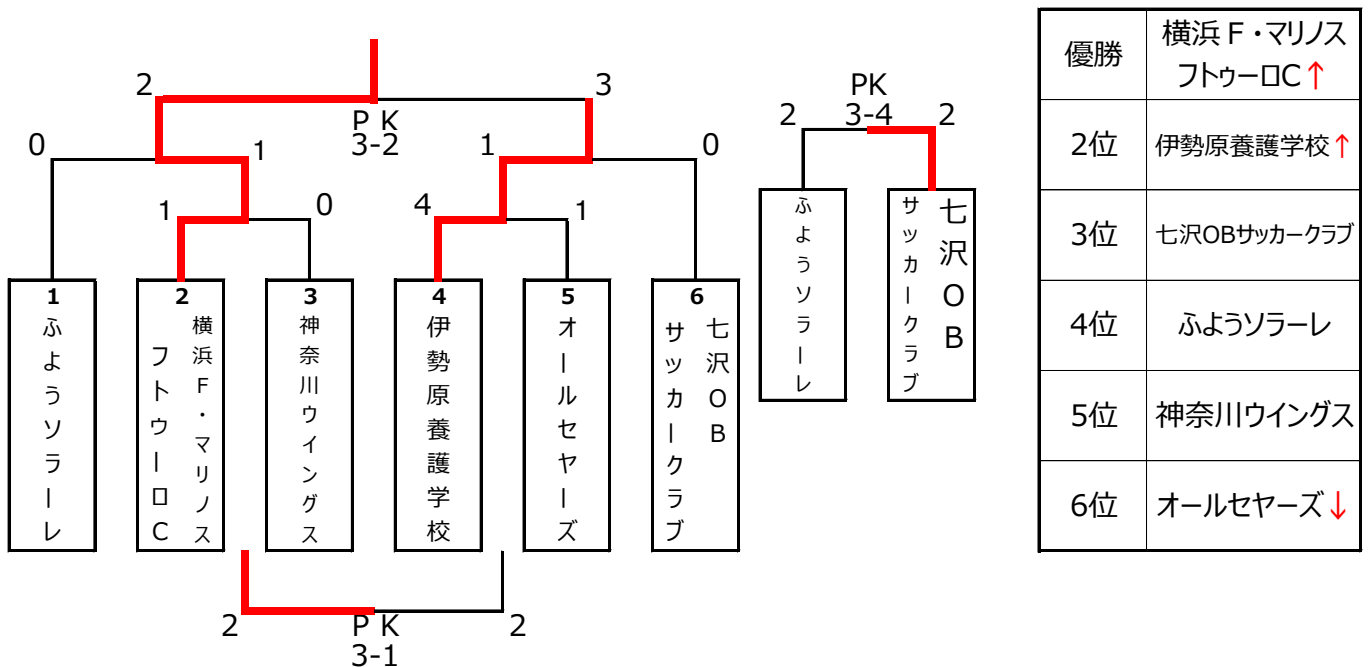 2
3
P K
3-2
0
1
1
0
1
0
4
1
1
ふようソラーレ
2
横浜F・マリノス
フトゥーロC
3
神奈川ウイングス
4
伊勢原養護学校
5
オールセヤーズ
6
七沢OB
サッカークラブ
2
P K
3-1
2
PK
3-4
2
2
ふようソラーレ
七沢OB
サッカークラブ
優勝
横浜F・マリノス
フトゥーロC↑
2位
伊勢原養護学校↑
3位
七沢OBサッカークラブ
4位
ふようソラーレ
5位
神奈川ウイングス
6位
オールセヤーズ↓